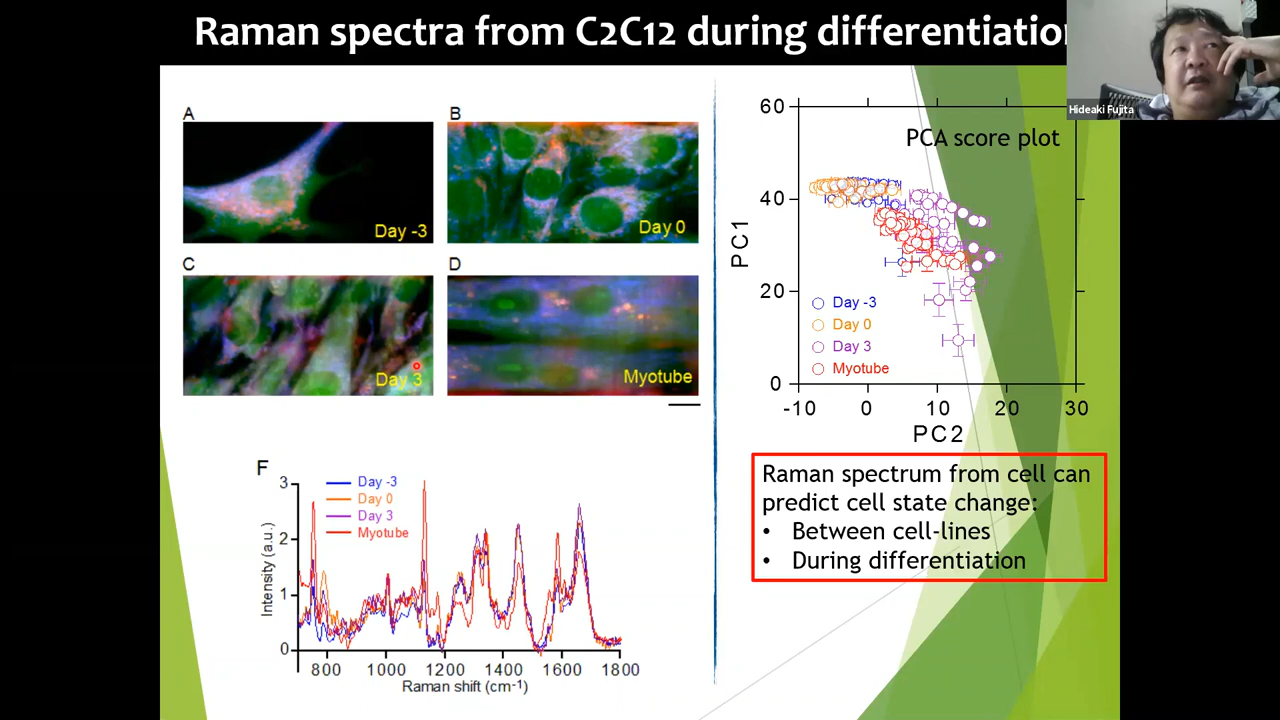 Raman spectra from C2C12 during differentiation
Hideaki Fujita
A
Day -3
B
Day 0
C
Day 3
D
Myotube
F
3
2
1
0
Intensity (a.u.)
Day -3
Day 0
Day 3
Myotube
800 1000 1200 1400 1600 1800
Raman shift (cm-1)
PCA score plot
60
40
20
0
PC1
Day -3
Day 0
Day 3
Myotube
-10 0 10 20 30
PC2
Raman spectrum from cell can
predict cell state change:
• Between cell-lines
• During differentiation